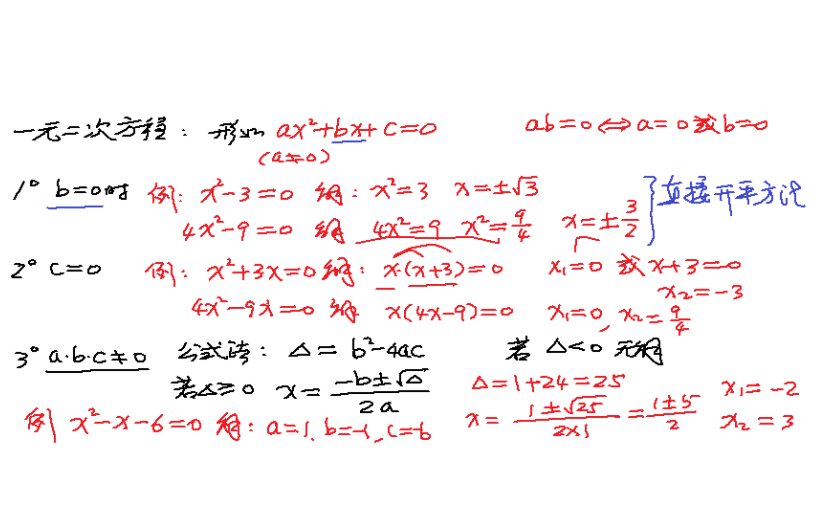 一元二次方程：形如 ax²+bx+c=0 ab=0⇔a=0或b=0
(a≠0)
1° b=0时 例：x²-3=0 解：x²=3 x=±√3 直接开平方法
4x²-9=0 解 4x²=9 x²=9/4 x=±3/2
2° c=0 例：x²+3x=0 解：x·(x+3)=0 x₁=0 或 x+3=0
x₂=-3
4x²-9x=0 解 x(4x-9)=0 x₁=0, x₂=9/4
3° a·b·c≠0 公式法：△=b²-4ac 若 △<0 无解
若△≥0 x=(-b±√△)/2a △=1+24=25 x₁=-2
例 x²-x-6=0 解：a=1、b=-1、c=-6 x=(1±√25)/(2×1)=(1±5)/2 x₂=3